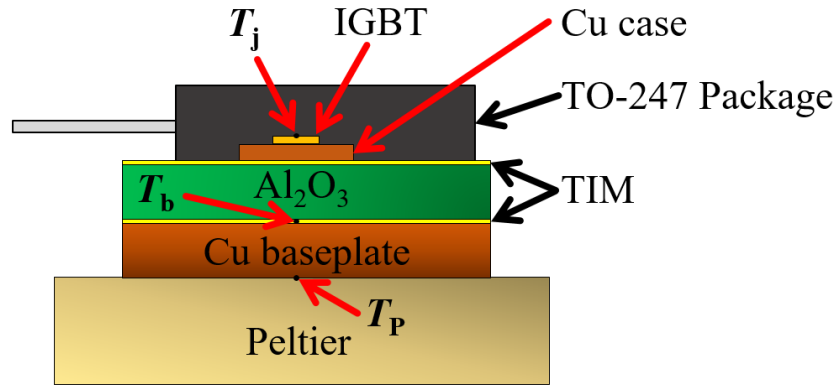 Tj
IGBT
Cu case
TO-247 Package
Al2O3
Tb
TIM
Cu baseplate
TP
Peltier